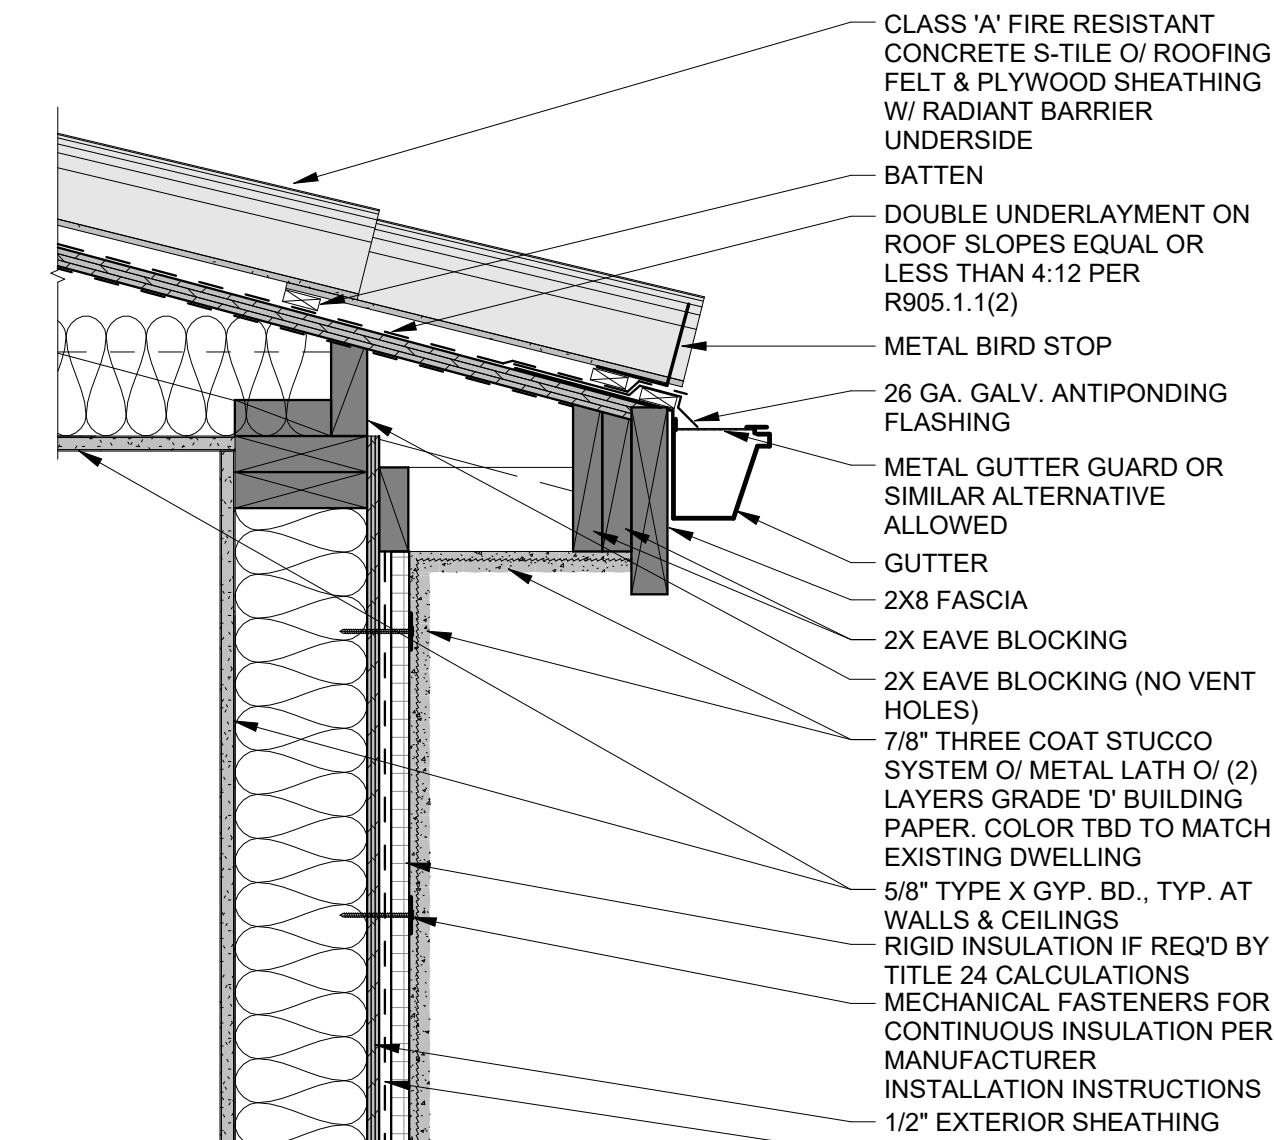 CLASS 'A' FIRE RESISTANT
CONCRETE S-TILE O/ ROOFING
FELT & PLYWOOD SHEATHING
W/ RADIANT BARRIER
UNDERSIDE
BATTEN
DOUBLE UNDERLAYMENT ON
ROOF SLOPES EQUAL OR
LESS THAN 4:12 PER
R905.1.1(2)
METAL BIRD STOP
26 GA. GALV. ANTIPONDING
FLASHING
METAL GUTTER GUARD OR
SIMILAR ALTERNATIVE
ALLOWED
GUTTER
2X8 FASCIA
2X EAVE BLOCKING
2X EAVE BLOCKING (NO VENT
HOLES)
7/8" THREE COAT STUCCO
SYSTEM O/ METAL LATH O/ (2)
LAYERS GRADE 'D' BUILDING
PAPER. COLOR TBD TO MATCH
EXISTING DWELLING
5/8" TYPE X GYP. BD., TYP. AT
WALLS & CEILINGS
RIGID INSULATION IF REQ'D BY
TITLE 24 CALCULATIONS
MECHANICAL FASTENERS FOR
CONTINUOUS INSULATION PER
MANUFACTURER
INSTALLATION INSTRUCTIONS
1/2" EXTERIOR SHEATHING